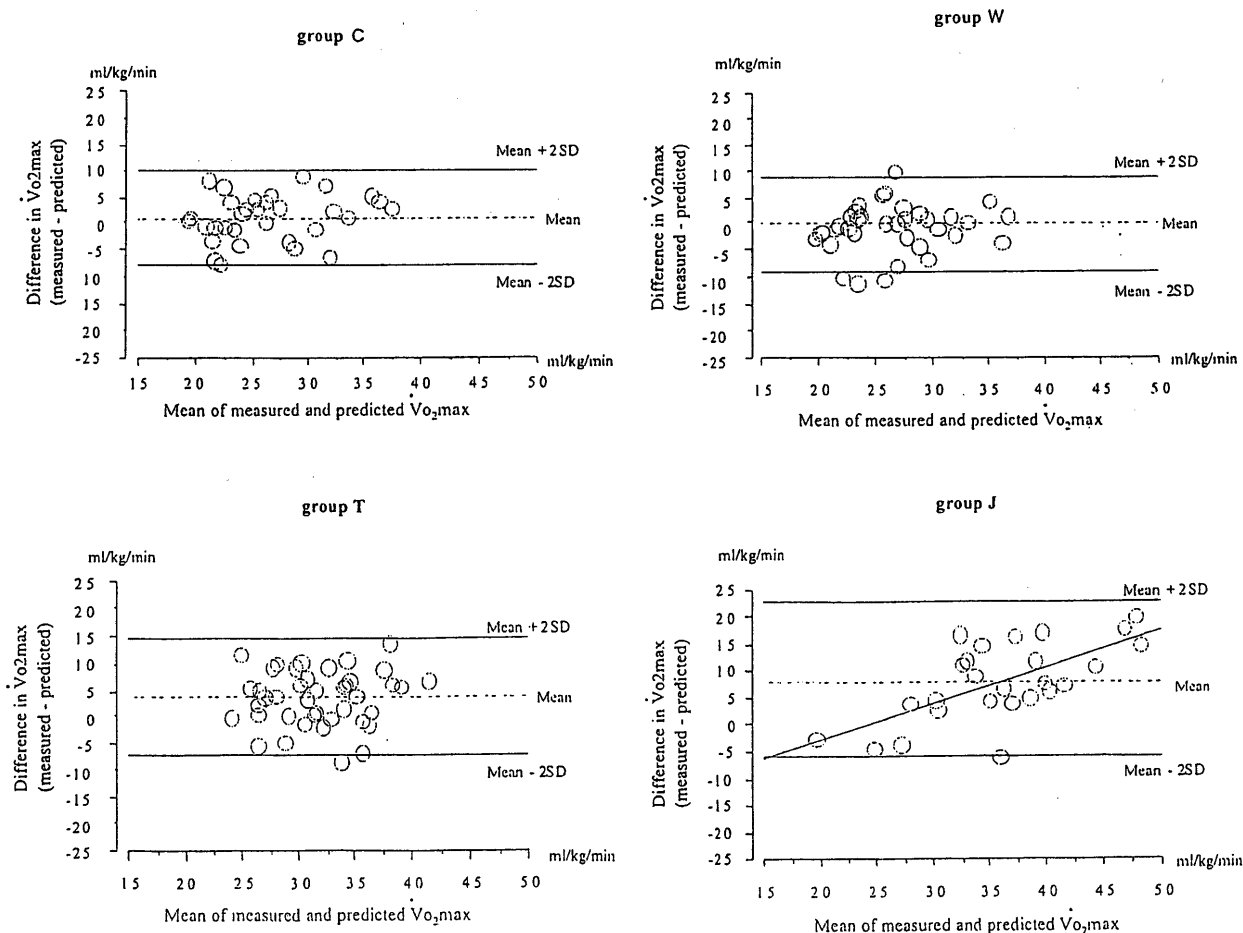 group C
ml/kg/min
Difference in V̇o2max
(measured - predicted)
25
20
15
10
5
0
-5
10
-15
20
-25
Mean +2SD
Mean
Mean - 2SD
ml/kg/min
15 20 25 30 35 40 45 50
Mean of measured and predicted V̇o₂max
group W
ml/kg/min
Difference in V̇o2max
(measured - predicted)
25
20
15
10
5
0
-5
-10
-15
-20
-25
Mean +2SD
Mean
Mean - 2SD
ml/kg/min
15 20 25 30 35 40 45 50
Mean of measured and predicted V̇o₂max
group T
ml/kg/min
Difference in V̇o2max
(measured - predicted)
25
20
15
10
5
0
-5
-10
-15
-20
-25
Mean +2SD
Mean
Mean - 2SD
ml/kg/min
15 20 25 30 35 40 45 50
Mean of measured and predicted V̇o₂max
group J
ml/kg/min
Difference in V̇o2max
(measured - predicted)
25
20
15
10
5
0
-5
-10
-15
-20
-25
Mean +2SD
Mean
Mean - 2SD
ml/kg/min
15 20 25 30 35 40 45 50
Mean of measured and predicted V̇o₂max